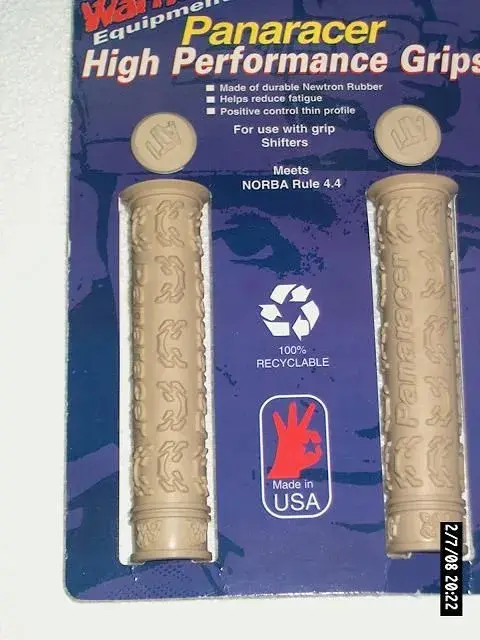 Equipment
Panaracer
High Performance Grips
Made of durable Newtron Rubber
Helps reduce fatigue
Positive control thin profile
For use with grip
Shifters
Meets
NORBA Rule 4.4
100%
RECYCLABLE
Made in
USA
Panaracer
Panaracer
2/7/08 20:22